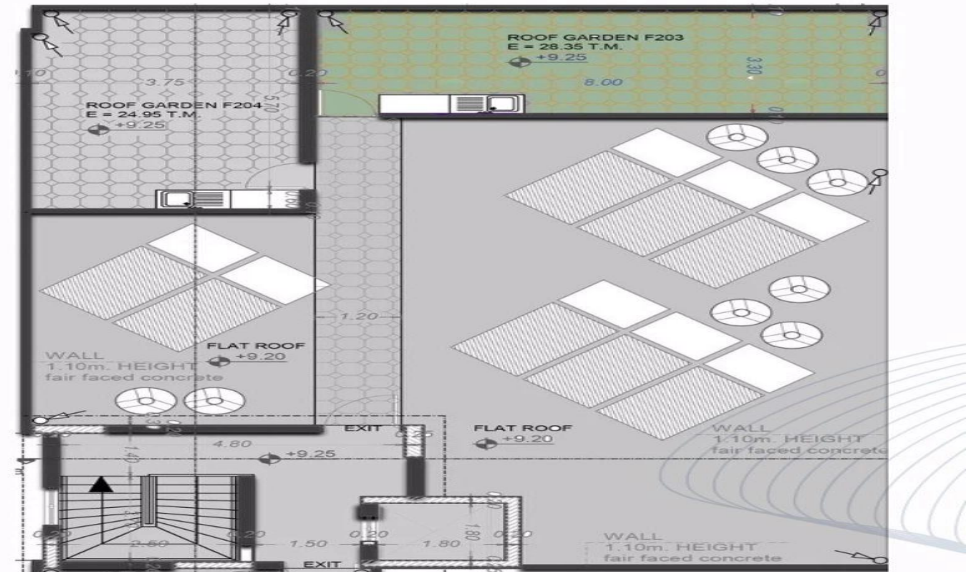 ROOF GARDEN F203
E = 28.35 T.M.
+9.25
8.00
3.30
0.20
3.75
5.70
ROOF GARDEN F204
E = 24.95 T.M.
+9.25
1.20
FLAT ROOF
+9.20
WALL
1.10m. HEIGHT
fair faced concrete
EXIT
4.80
+9.25
FLAT ROOF
+9.20
WALL
1.10m. HEIGHT
fair faced concrete
0.20
2.50
1.50
0.20
1.80
1.80
EXIT
WALL
1.10m. HEIGHT
fair faced concrete